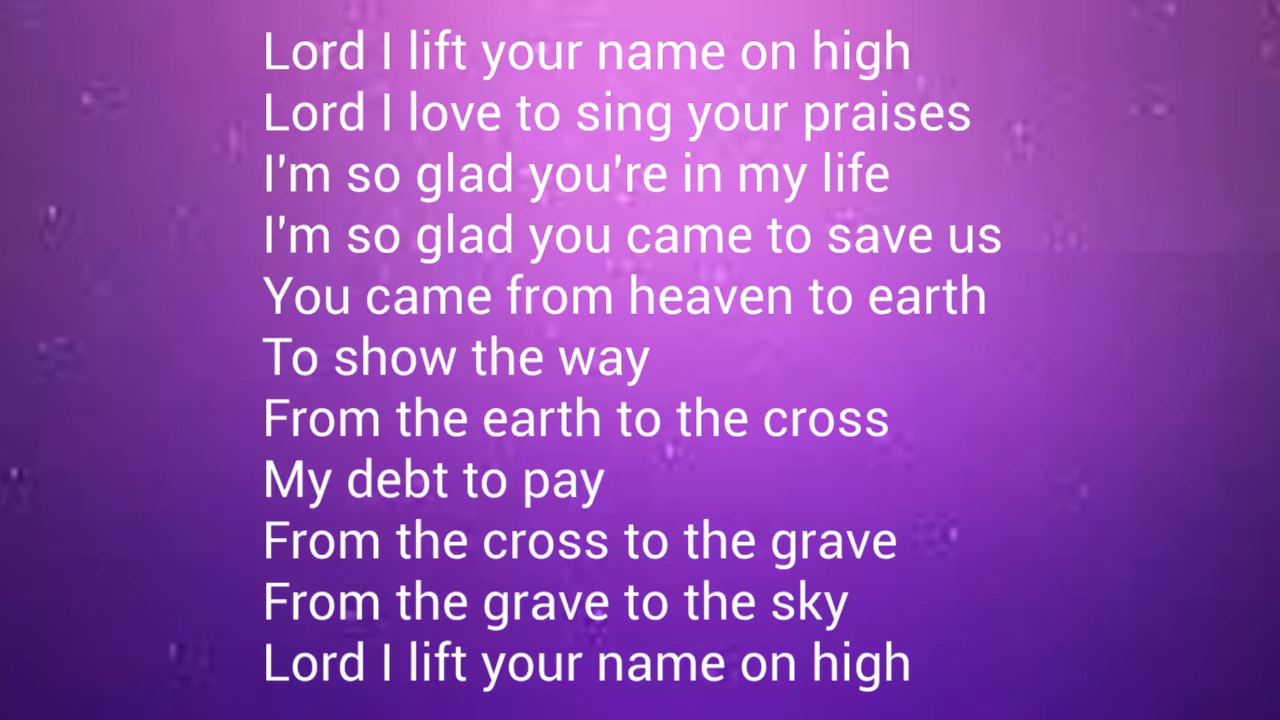 Lord I lift your name on high
Lord I love to sing your praises
I'm so glad you're in my life
I'm so glad you came to save us
You came from heaven to earth
To show the way
From the earth to the cross
My debt to pay
From the cross to the grave
From the grave to the sky
Lord I lift your name on high